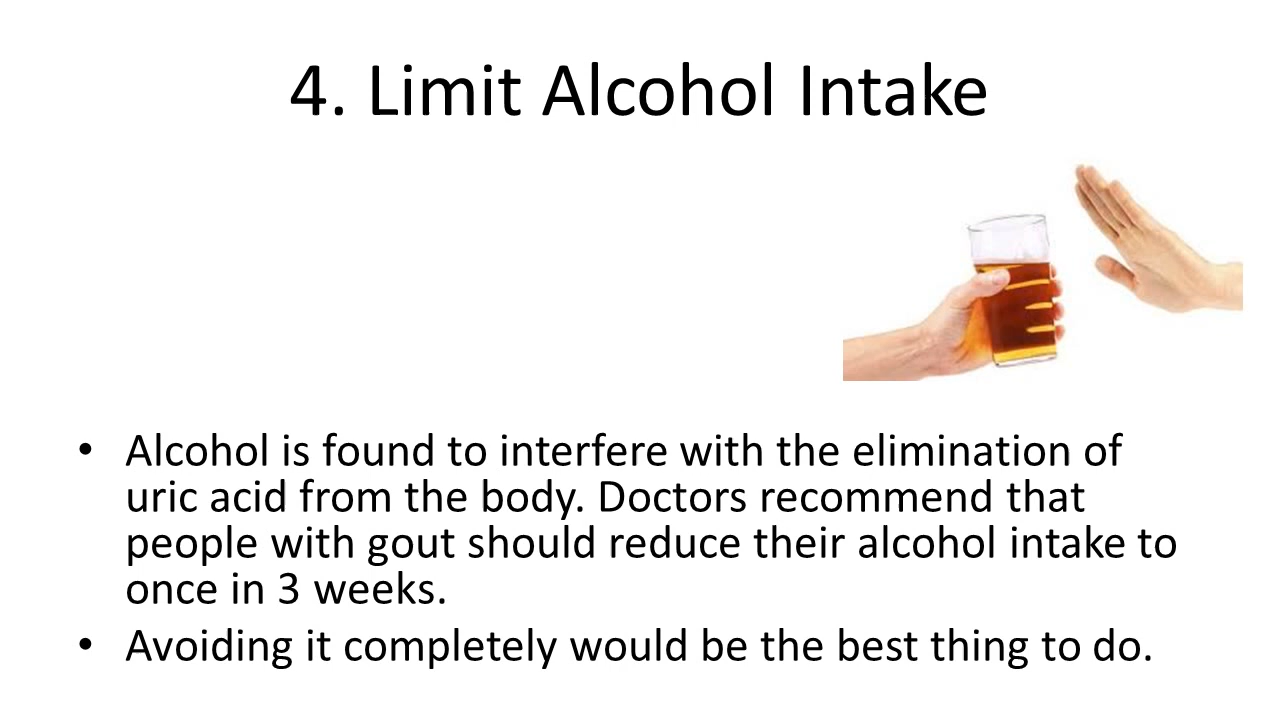 4. Limit Alcohol Intake
• Alcohol is found to interfere with the elimination of
uric acid from the body. Doctors recommend that
people with gout should reduce their alcohol intake to
once in 3 weeks.
• Avoiding it completely would be the best thing to do.